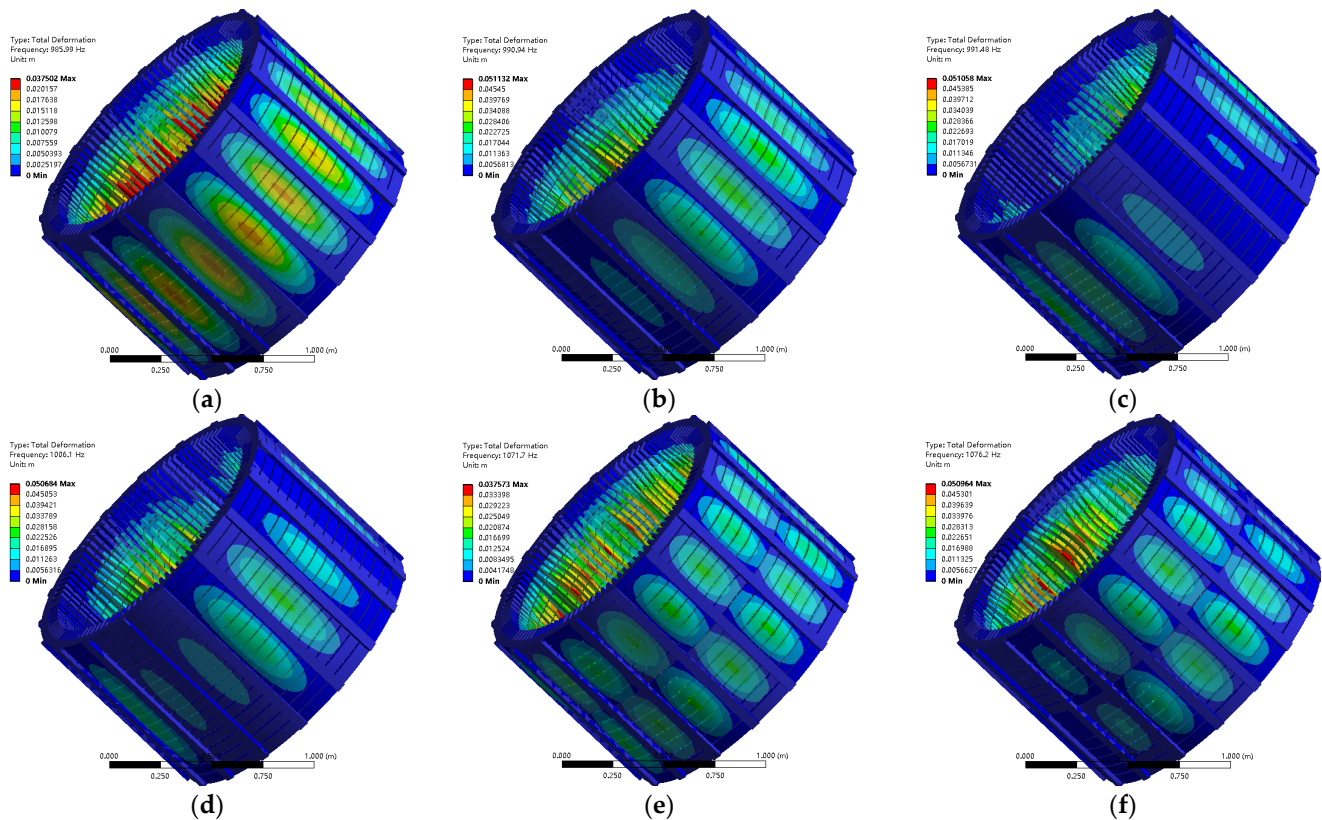 Type: Total Deformation
Frequency: 985.99 Hz
Unit: m
0.037502 Max
0.020157
0.017638
0.015118
0.012598
0.010079
0.007559
0.0050393
0.0025197
0 Min
0.000
1.000 (m)
0.250
0.750
(a)
Type: Total Deformation
Frequency: 990.94 Hz
Unit: m
0.051132 Max
0.04545
0.039769
0.034088
0.028406
0.022725
0.017044
0.011363
0.0056813
0 Min
0.000
1.000 (m)
0.250
0.750
(b)
Type: Total Deformation
Frequency: 991.48 Hz
Unit: m
0.051058 Max
0.045385
0.039712
0.034039
0.028366
0.022693
0.017019
0.011346
0.0056731
0 Min
0.000
1.000 (m)
0.250
0.750
(c)
Type: Total Deformation
Frequency: 1006.1 Hz
Unit: m
0.050684 Max
0.045053
0.039421
0.033789
0.028158
0.022526
0.016895
0.011263
0.0056316
0 Min
0.000
1.000 (m)
0.250
0.750
(d)
Type: Total Deformation
Frequency: 1071.7 Hz
Unit: m
0.037573 Max
0.033398
0.029223
0.025049
0.020874
0.016699
0.012524
0.0083495
0.0041748
0 Min
0.000
1.000 (m)
0.250
0.750
(e)
Type: Total Deformation
Frequency: 1076.2 Hz
Unit: m
0.050964 Max
0.045301
0.039639
0.033976
0.028313
0.022651
0.016988
0.011325
0.0056627
0 Min
0.000
1.000 (m)
0.250
0.750
(f)